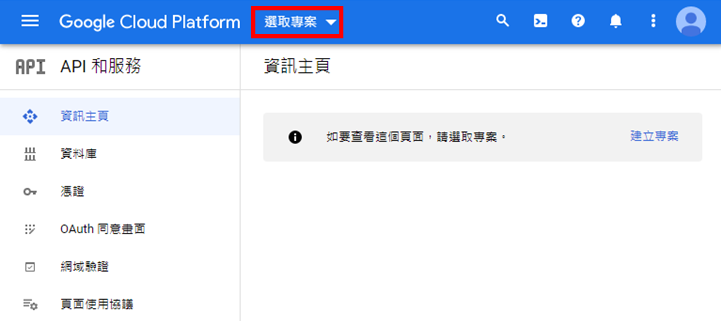 Google Cloud Platform 選取專案
API API 和服務
資訊主頁
資訊主頁
如要查看這個頁面，請選取專案。 建立專案
資料庫
憑證
OAuth 同意畫面
網域驗證
頁面使用協議